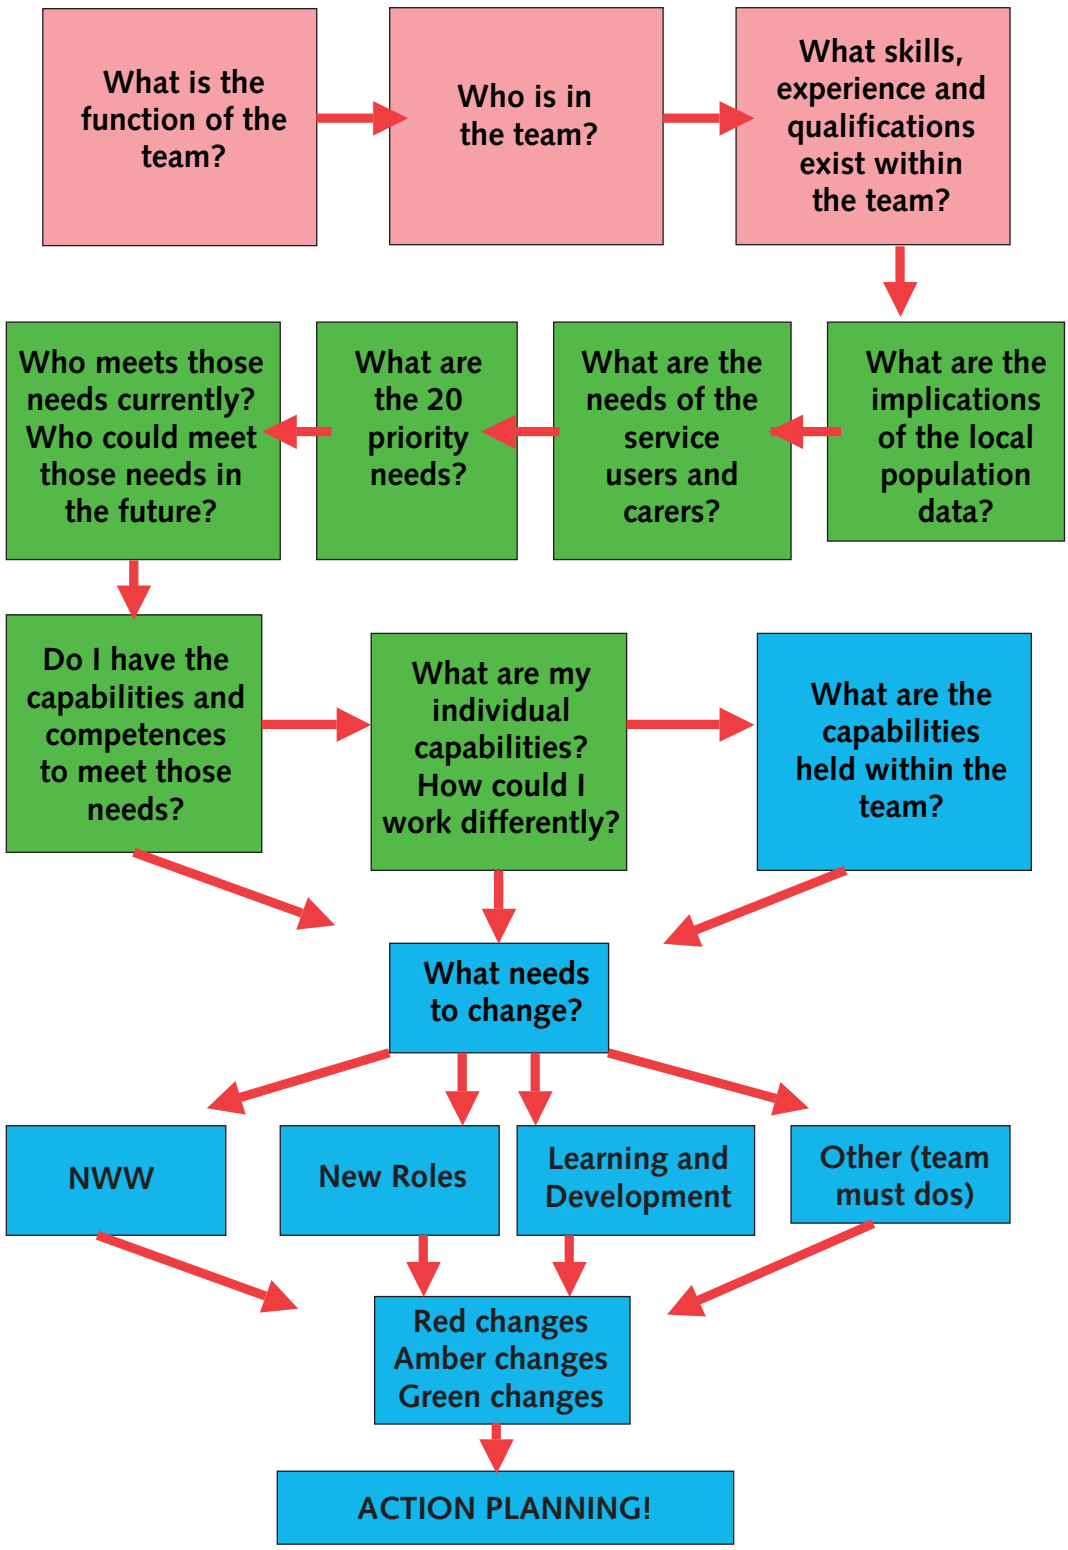 What is the
function of the
team?
Who is in
the team?
What skills,
experience and
qualifications
exist within
the team?
What are the
implications
of the local
population
data?
What are the
needs of the
service
users and
carers?
What are
the 20
priority
needs?
Who meets those
needs currently?
Who could meet
those needs in
the future?
Do I have the
capabilities and
competences
to meet those
needs?
What are my
individual
capabilities?
How could I
work differently?
What are the
capabilities
held within the
team?
What needs
to change?
NWW
New Roles
Learning and
Development
Other (team
must dos)
Red changes
Amber changes
Green changes
ACTION PLANNING!